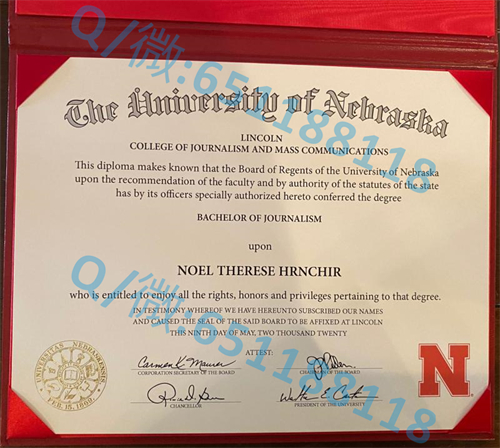 The University of Nebraska
LINCOLN
COLLEGE OF JOURNALISM AND MASS COMMUNICATIONS
This diploma makes known that the Board of Regents of the University of Nebraska
upon the recommendation of the faculty and by authority of the statutes of the state
has by its officers specially authorized hereto conferred the degree
BACHELOR OF JOURNALISM
upon
NOEL THERESE HRNCHIR
who is entitled to enjoy all the rights, honors and privileges pertaining to that degree.
IN TESTIMONY WHEREOF WE HAVE HEREUNTO SUBSCRIBED OUR NAMES
AND CAUSED THE SEAL OF THE SAID BOARD TO BE AFFIXED AT LINCOLN
THIS NINTH DAY OF MAY, TWO THOUSAND TWENTY
ATTEST:
CORPORATION SECRETARY OF THE BOARD
CHAIRMAN OF THE BOARD
CHANCELLOR
PRESIDENT OF THE UNIVERSITY
UNIVERSITAS NEBRASKENSIS
FEB. 15, 1869
N
Q/微:651188118
Q/微:651188118